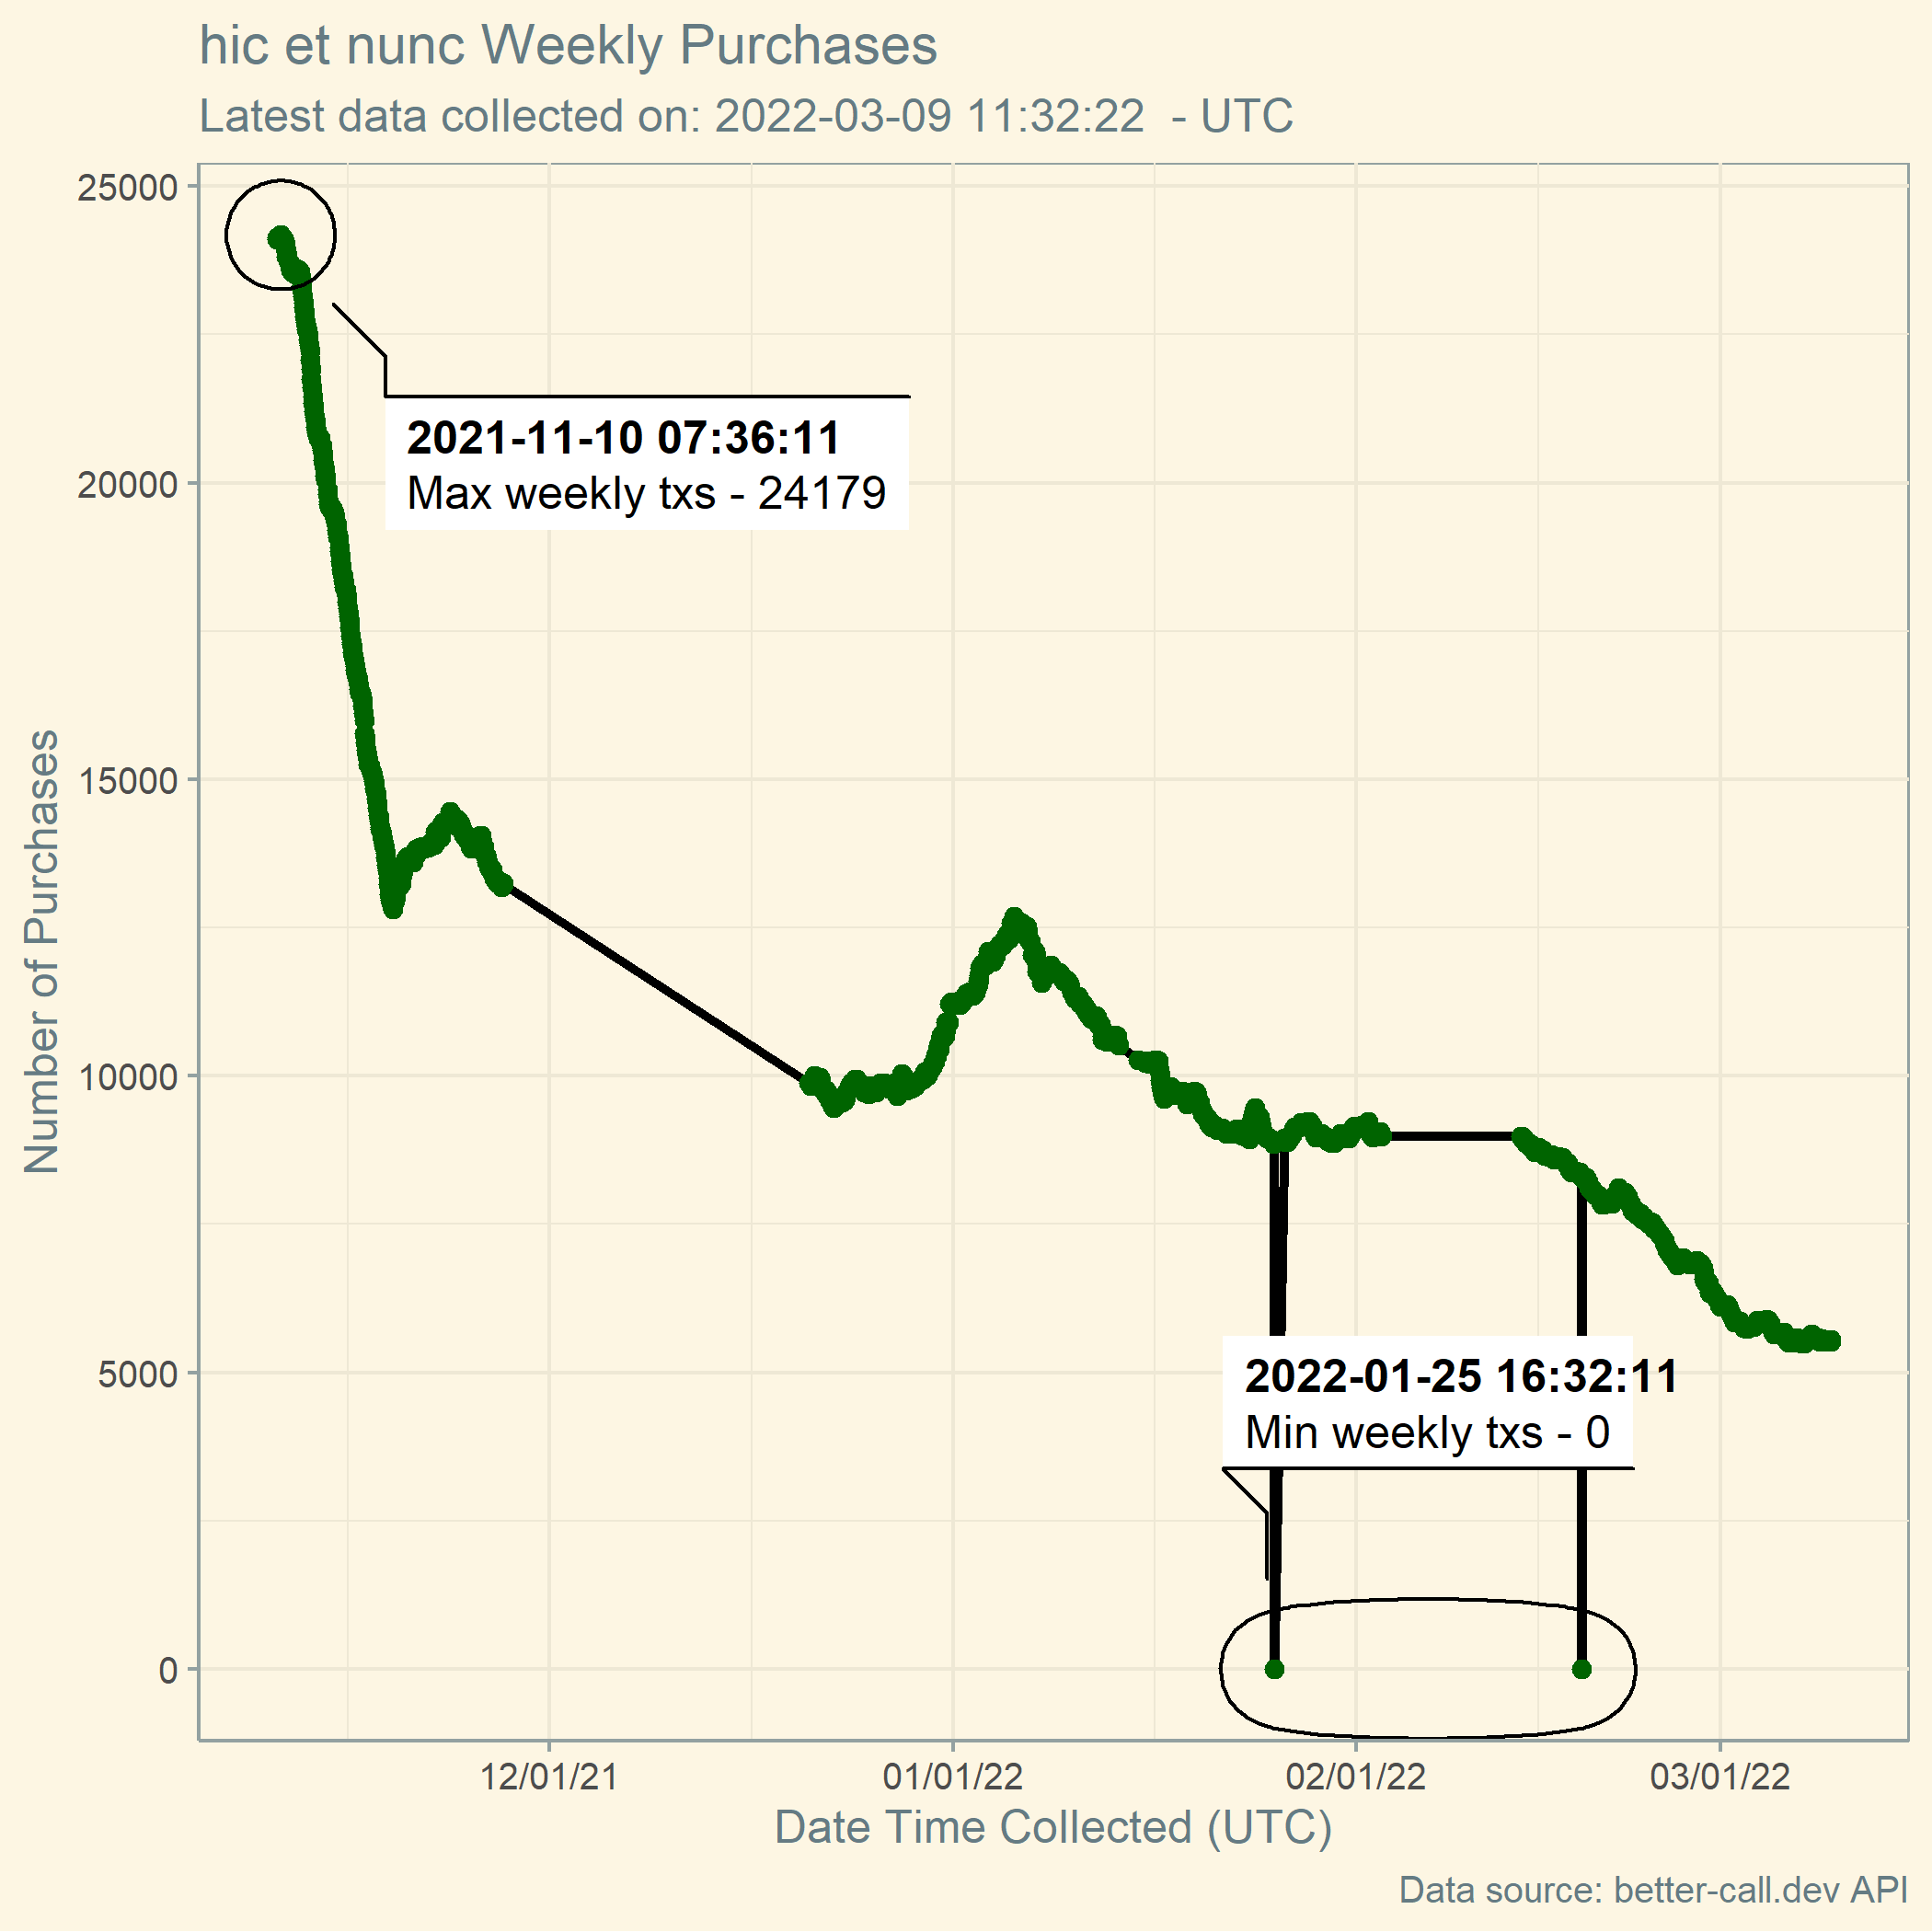 hic et nunc Weekly Purchases
Latest data collected on: 2022-03-09 11:32:22  - UTC
25000
20000
15000
10000
5000
0
Number of Purchases
2021-11-10 07:36:11
Max weekly txs - 24179
2022-01-25 16:32:11
Min weekly txs - 0
12/01/21
01/01/22
02/01/22
03/01/22
Date Time Collected (UTC)
Data source: better-call.dev API